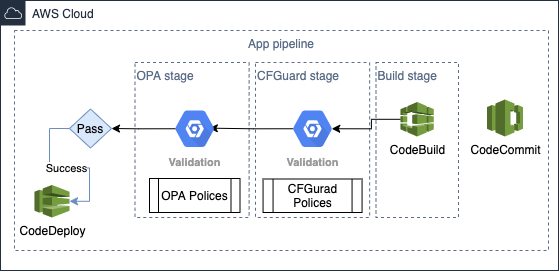 AWS Cloud
App pipeline
OPA stage
CFGuard stage
Build stage
Pass
CodeBuild
CodeCommit
Validation
Validation
Success
OPA Polices
CFGurad
Polices
CodeDeploy